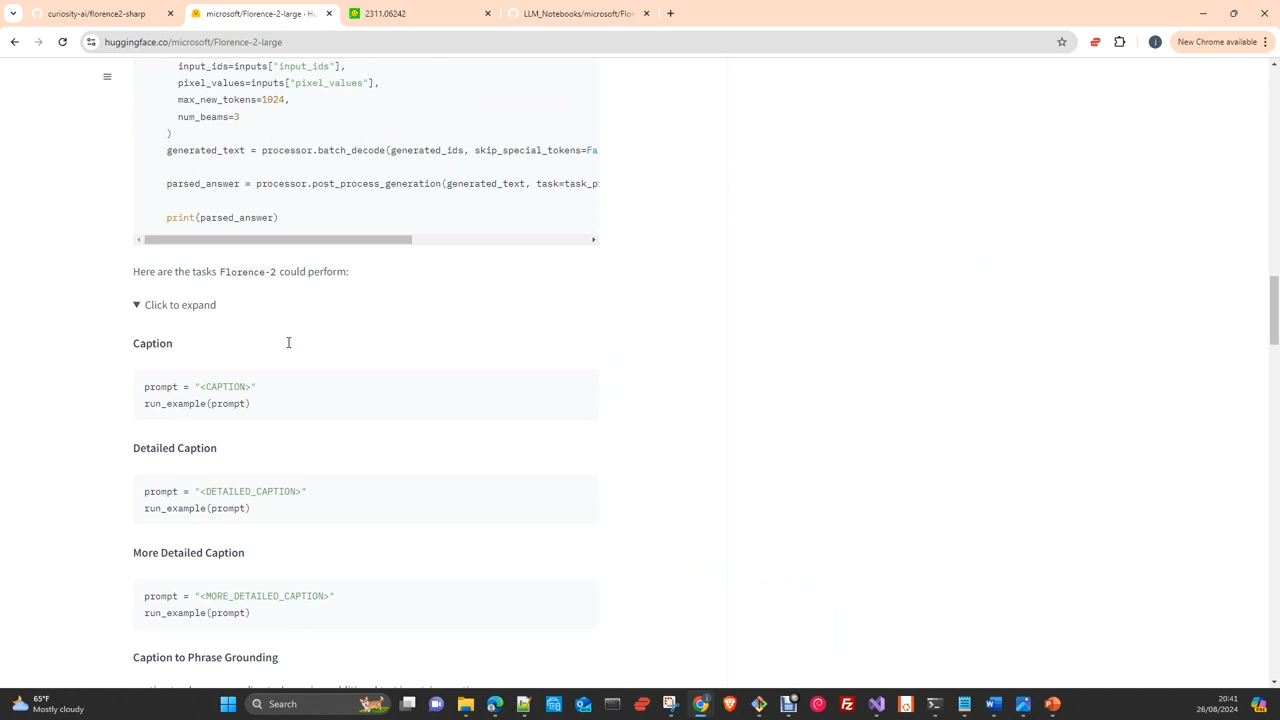 curiosity-ai/florence2-sharp
microsoft/Florence-2-large · Hu
2311.06242
LLM_Notebooks/microsoft/Flor
huggingface.co/microsoft/Florence-2-large
New Chrome available
input_ids=inputs["input_ids"],
pixel_values=inputs["pixel_values"],
max_new_tokens=1024,
num_beams=3
)
generated_text = processor.batch_decode(generated_ids, skip_special_tokens=Fa
parsed_answer = processor.post_process_generation(generated_text, task=task_p
print(parsed_answer)
Here are the tasks Florence-2 could perform:
Click to expand
Caption
prompt = "<CAPTION>"
run_example(prompt)
Detailed Caption
prompt = "<DETAILED_CAPTION>"
run_example(prompt)
More Detailed Caption
prompt = "<MORE_DETAILED_CAPTION>"
run_example(prompt)
Caption to Phrase Grounding
65°F
Mostly cloudy
Search
20:41
26/08/2024